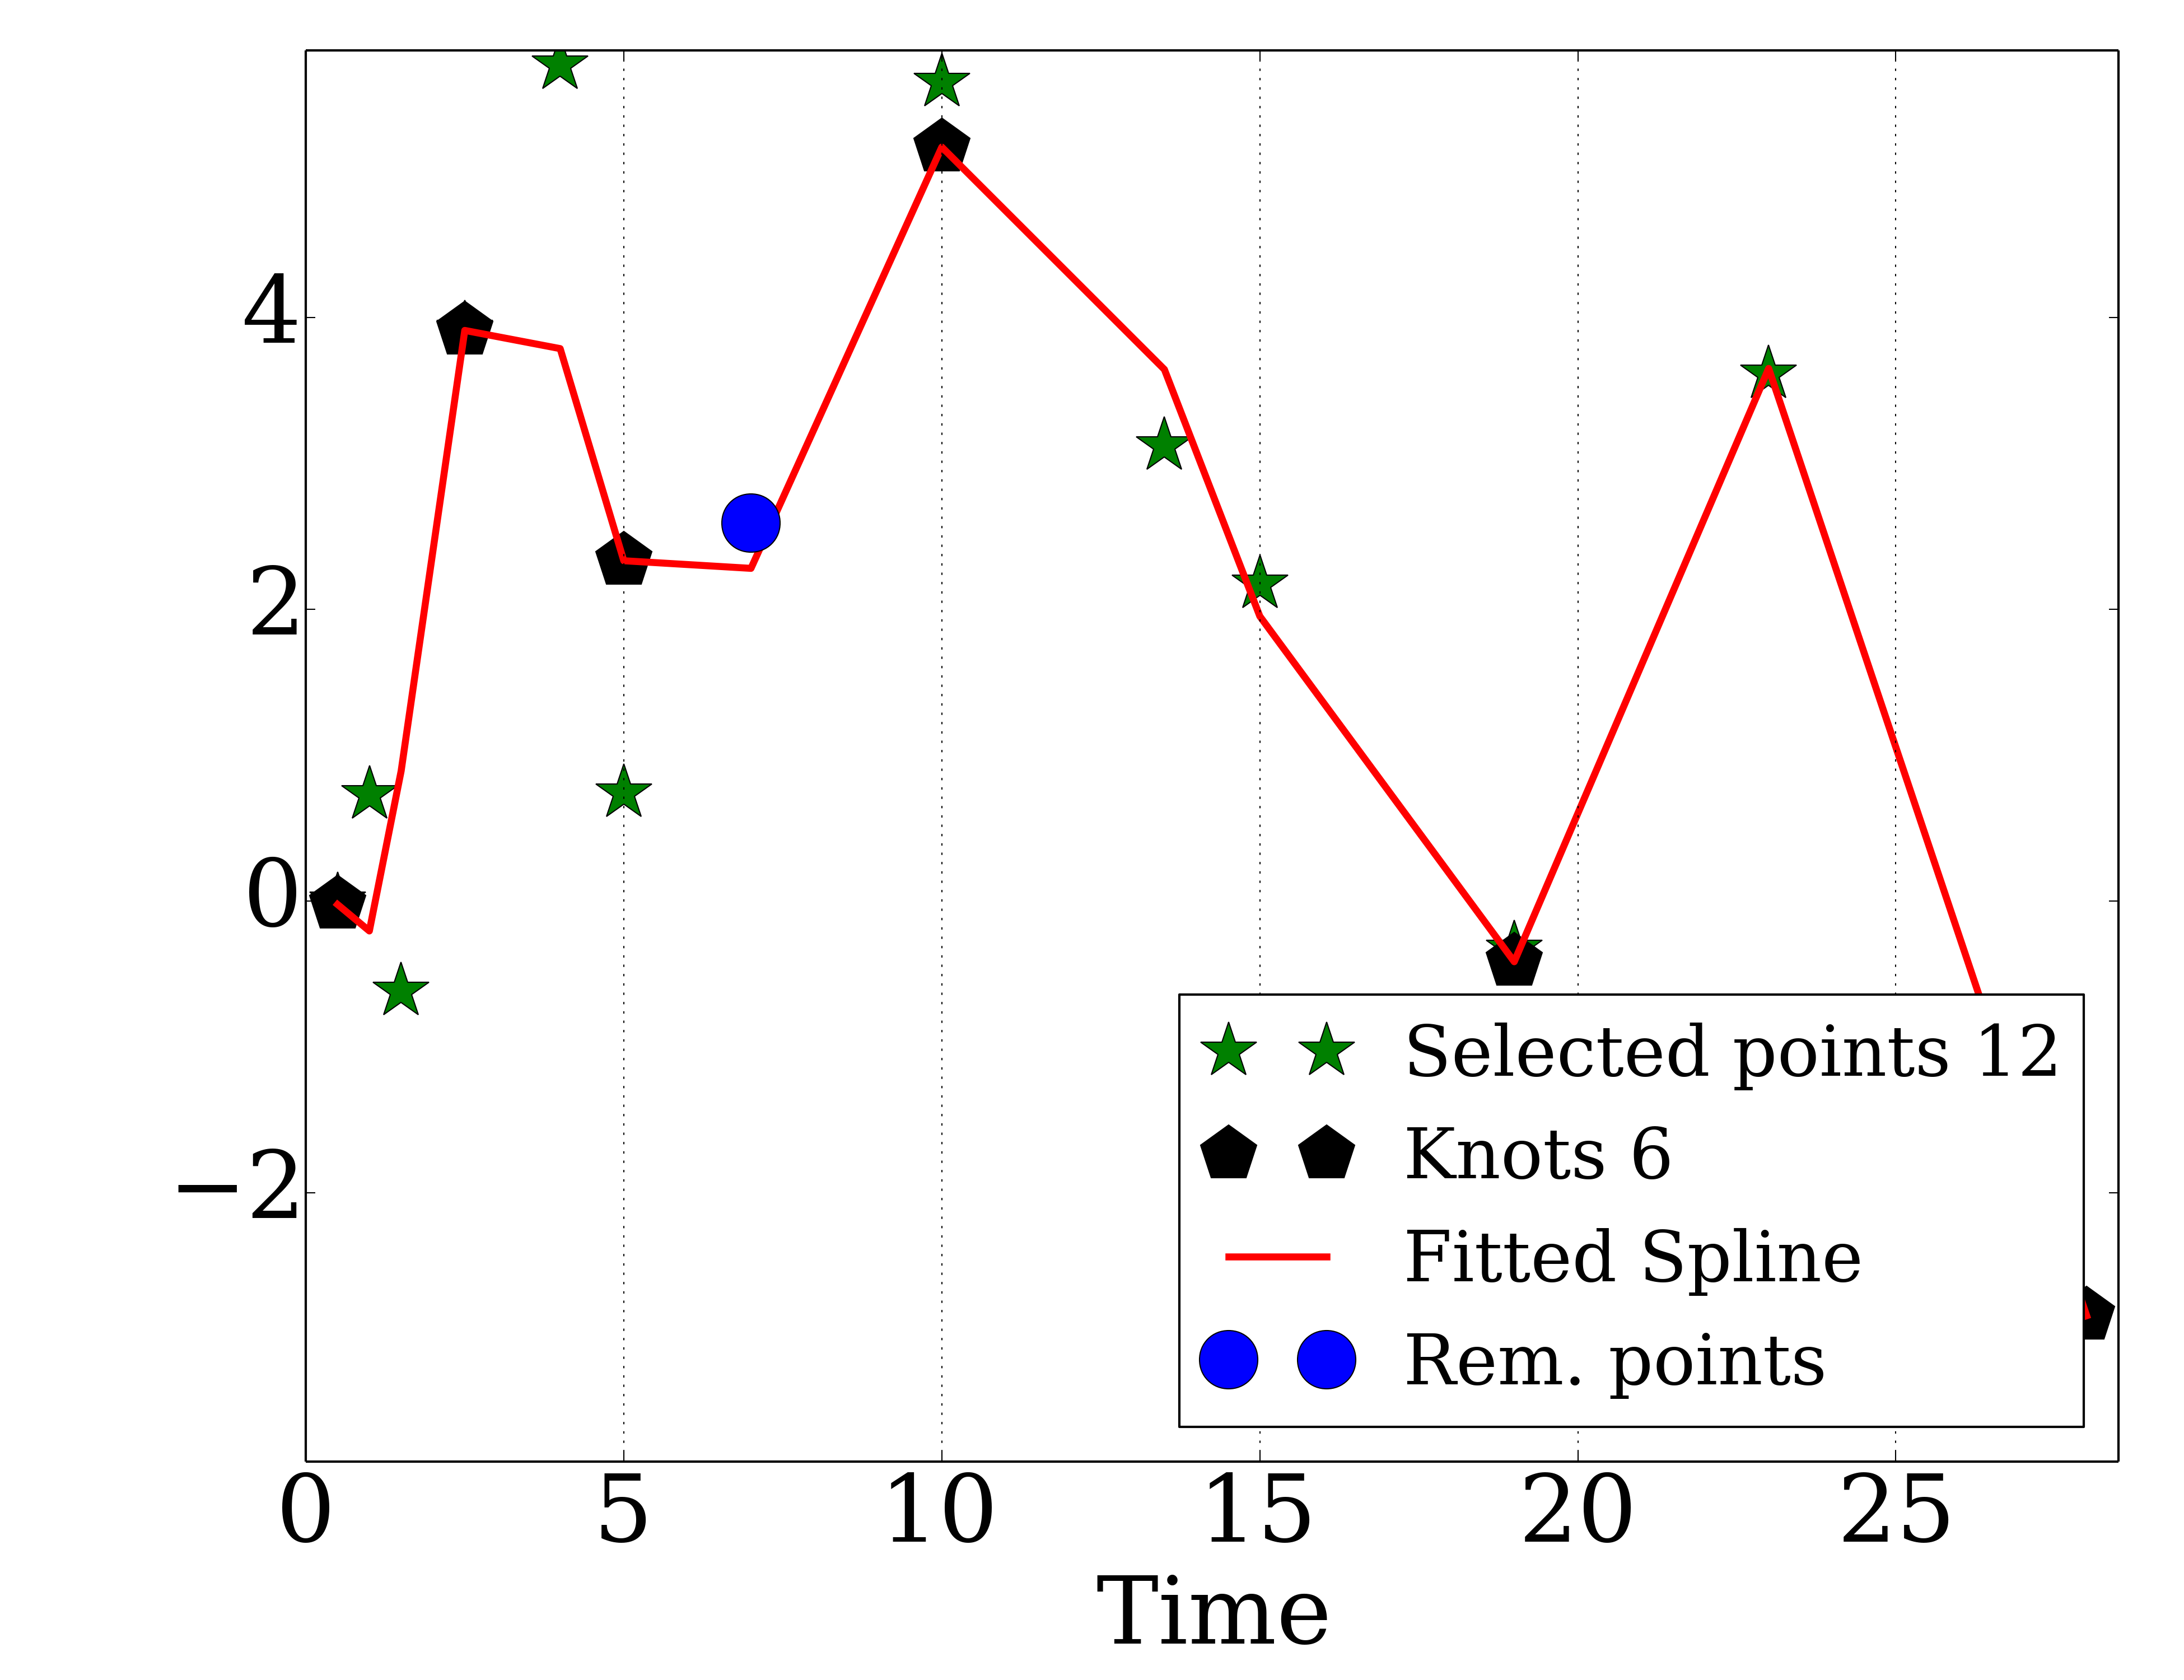 4
2
0
−2
Selected points 12
Knots 6
Fitted Spline
Rem. points
0 5 10 15 20 25
Time